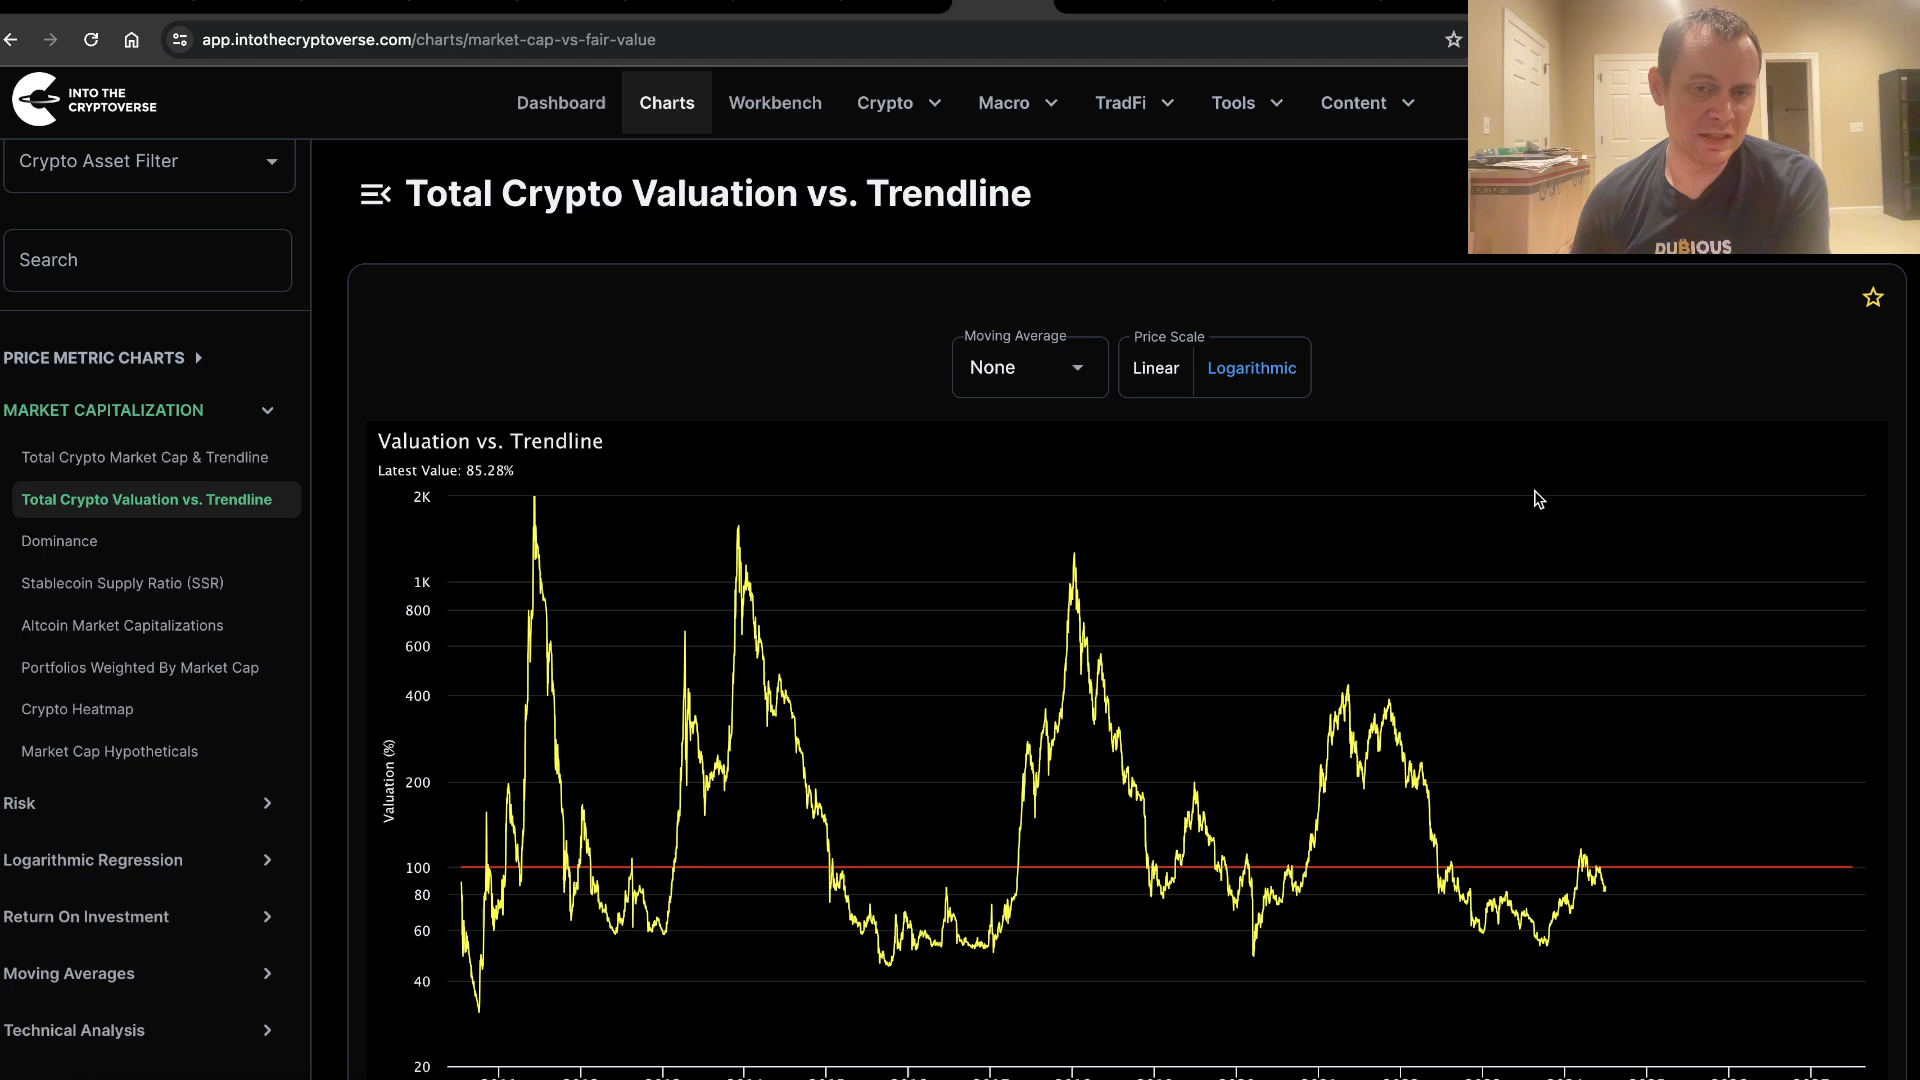 app.intothecryptoverse.com/charts/market-cap-vs-fair-value
INTO THE
CRYPTOVERSE
Dashboard
Charts
Workbench
Crypto
Macro
TradFi
Tools
Content
Crypto Asset Filter
Search
PRICE METRIC CHARTS
MARKET CAPITALIZATION
Total Crypto Market Cap & Trendline
Total Crypto Valuation vs. Trendline
Dominance
Stablecoin Supply Ratio (SSR)
Altcoin Market Capitalizations
Portfolios Weighted By Market Cap
Crypto Heatmap
Market Cap Hypotheticals
Risk
Logarithmic Regression
Return On Investment
Moving Averages
Technical Analysis
Total Crypto Valuation vs. Trendline
DUBIOUS
Moving Average
None
Price Scale
Linear
Logarithmic
Valuation vs. Trendline
Latest Value: 85.28%
Valuation (%)
2K
1K
800
600
400
200
100
80
60
40
20